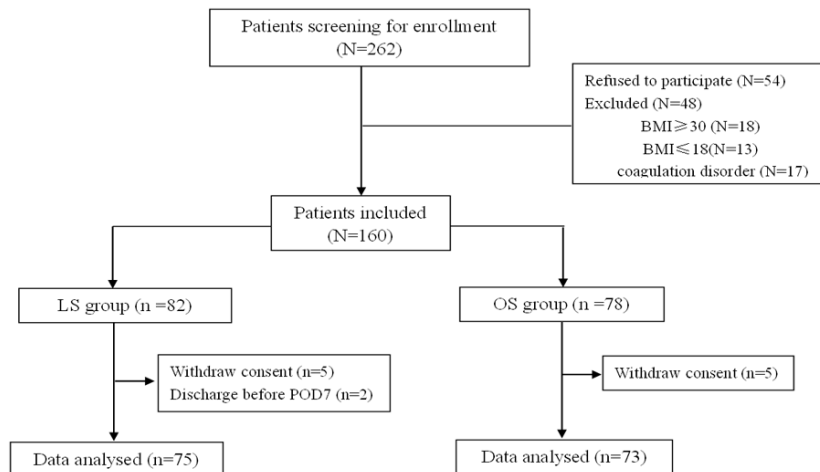 Patients screening for enrollment
(N=262)
Refused to participate (N=54)
Excluded (N=48)
BMI≥30 (N=18)
BMI≤18(N=13)
coagulation disorder (N=17)
Patients included
(N=160)
LS group (n =82)
OS group (n =78)
Withdraw consent (n=5)
Discharge before POD7 (n=2)
Withdraw consent (n=5)
Data analysed (n=75)
Data analysed (n=73)